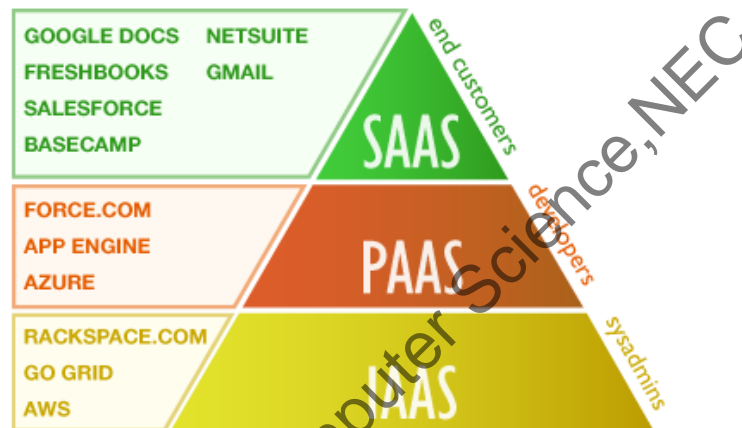 GOOGLE DOCS NETSUITE
FRESHBOOKS GMAIL
SALESFORCE
BASECAMP
SAAS
end customers
FORCE.COM
APP ENGINE
AZURE
PAAS
developers
RACKSPACE.COM
GO GRID
AWS
IAAS
sysadmins
puter Science,NEC